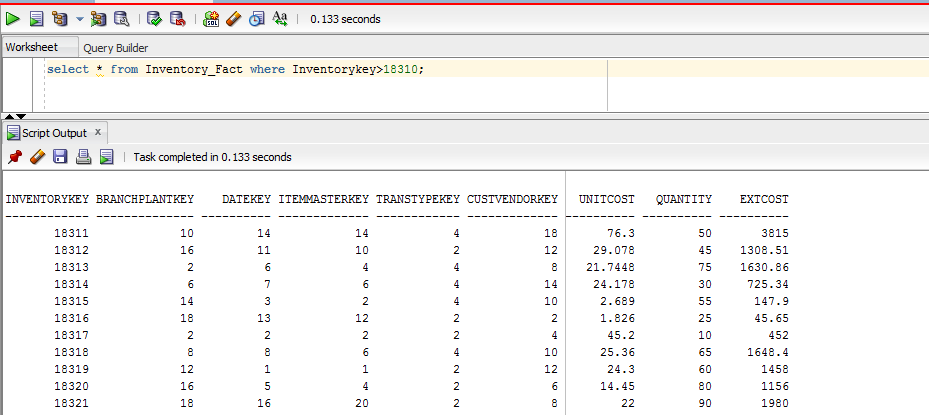 SQL Aa 0.133 seconds
Worksheet Query Builder
select * from Inventory_Fact where Inventorykey>18310;
Script Output x
Task completed in 0.133 seconds
INVENTORYKEY BRANCHPLANTKEY DATEKEY ITEMMASTERKEY TRANSTYPEKEY CUSTVENDORKEY UNITCOST QUANTITY EXTCOST
------------ -------------- ---------- ------------- ------------ ------------- ---------- ---------- ----------
18311 10 14 14 4 18 76.3 50 3815
18312 16 11 10 2 12 29.078 45 1308.51
18313 2 6 4 4 8 21.7448 75 1630.86
18314 6 7 6 4 14 24.178 30 725.34
18315 14 3 2 4 10 2.689 55 147.9
18316 18 13 12 2 2 1.826 25 45.65
18317 2 2 2 2 4 45.2 10 452
18318 8 8 6 4 10 25.36 65 1648.4
18319 12 1 1 2 12 24.3 60 1458
18320 16 5 4 2 6 14.45 80 1156
18321 18 16 20 2 8 22 90 1980